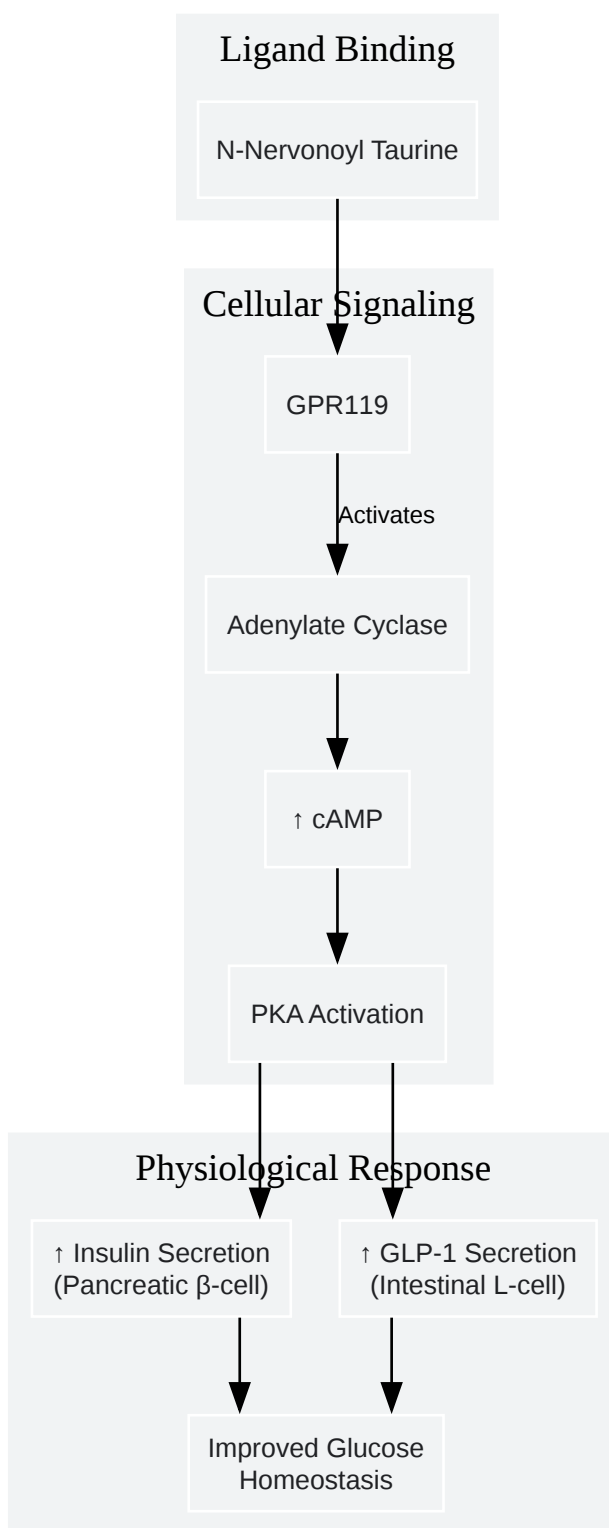 Ligand Binding
N-Nervonoyl Taurine
Cellular Signaling
GPR119
Activates
Adenylate Cyclase
↑ cAMP
PKA Activation
Physiological Response
↑ Insulin Secretion
(Pancreatic β-cell)
↑ GLP-1 Secretion
(Intestinal L-cell)
Improved Glucose
Homeostasis